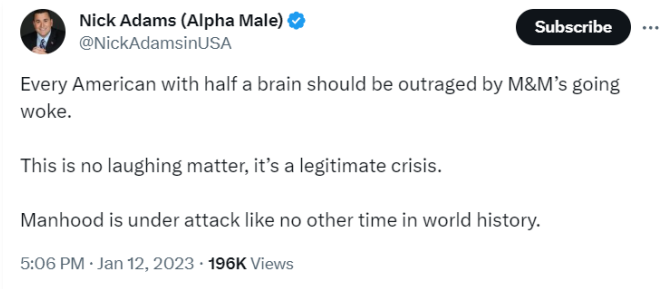 Nick Adams (Alpha Male)
@NickAdamsinUSA
Subscribe
Every American with half a brain should be outraged by M&M’s going
woke.
This is no laughing matter, it’s a legitimate crisis.
Manhood is under attack like no other time in world history.
5:06 PM · Jan 12, 2023 · 196K Views